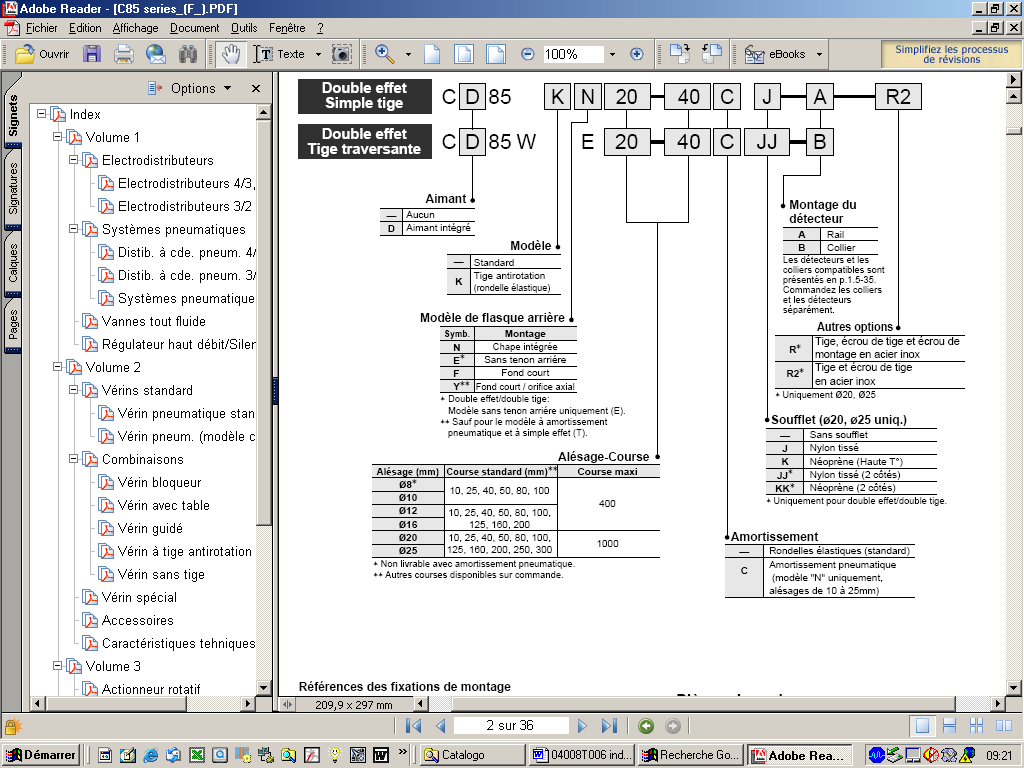 Adobe Reader - [C85 series_(F_).PDF]
Fichier Edition Affichage Document Outils Fenêtre ?
Ouvrir Texte 100% eBooks Simplifiez les processus
de révisions
Signets
Signatures
Calques
Pages
Options
Index
Volume 1
Electrodistributeurs
Electrodistributeurs 4/3,
Electrodistributeurs 3/2
Systèmes pneumatiques
Distib. à cde. pneum. 4/
Distib. à cde. pneum. 3/
Systèmes pneumatique
Vannes tout fluide
Régulateur haut débit/Siler
Volume 2
Vérins standard
Vérin pneumatique stan
Vérin pneum. (modèle c
Combinaisons
Vérin bloqueur
Vérin avec table
Vérin guidé
Vérin à tige antirotation
Vérin sans tige
Vérin spécial
Accessoires
Caractéristiques tehniques
Volume 3
Actionneur rotatif
Double effet
Simple tige
C D 85 K N 20 — 40 C J — A — R2
Double effet
Tige traversante
C D 85 W E 20 — 40 C JJ — B
Aimant
— Aucun
D Aimant intégré
Modèle
— Standard
K Tige antirotation
(rondelle élastique)
Modèle de flasque arrière
Symb. Montage
N Chape intégrée
E* Sans tenon arriére
F Fond court
Y** Fond court / orifice axial
* Double effet/double tige:
Modèle sans tenon arriére uniquement (E).
** Sauf pour le modèle à amortissement
pneumatique et à simple effet (T).
Alésage-Course
Alésage (mm) Course standard (mm)** Course maxi
Ø8*
Ø10
10, 25, 40, 50, 80, 100
Ø12
Ø16
10, 25, 40, 50, 80, 100,
125, 160, 200
400
Ø20
Ø25
10, 25, 40, 50, 80, 100,
125, 160, 200, 250, 300
1000
* Non livrable avec amortissement pneumatique.
** Autres courses disponibles sur commande.
Montage du
détecteur
A Rail
B Collier
Les détecteurs et les
colliers compatibles sont
présentés en p.1.5-35.
Commandez les colliers
et les détecteurs
séparément.
Autres options
R* Tige, écrou de tige et écrou de
montage en acier inox
R2* Tige et écrou de tige
en acier inox
* Uniquement Ø20, Ø25
Soufflet (ø20, ø25 uniq.)
— Sans soufflet
J Nylon tissé
K Néoprène (Haute T°)
JJ* Nylon tissé (2 côtés)
KK* Néoprène (2 côtés)
* Uniquement pour double effet/double tige.
Amortissement
— Rondelles élastiques (standard)
C Amortissement pneumatique
(modèle "N" uniquement,
alésages de 10 à 25mm)
Références des fixations de montage
209,9 x 297 mm
2 sur 36
Démarrer Catalogo 04008T006 ind... Recherche Go... Adobe Rea... 09:21